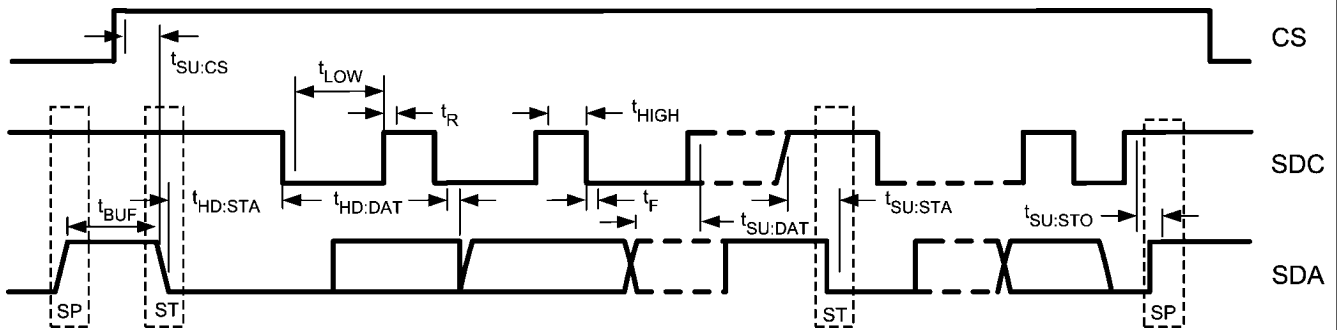 CS
tSU:CS
tLOW
tR
tHIGH
SDC
tBUF
tHD:STA
tHD:DAT
tF
tSU:DAT
tSU:STA
tSU:STO
SDA
SP
ST
ST
SP